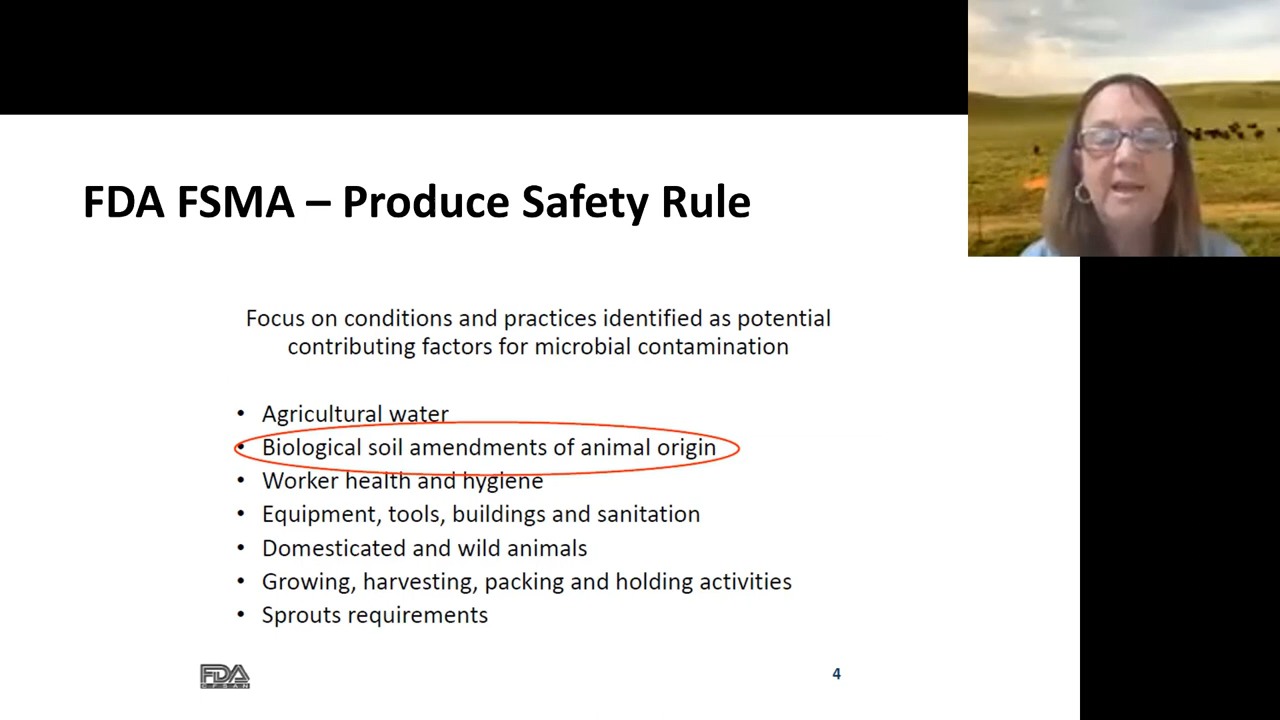 FDA FSMA – Produce Safety Rule
Focus on conditions and practices identified as potential
contributing factors for microbial contamination
• Agricultural water
• Biological soil amendments of animal origin
• Worker health and hygiene
• Equipment, tools, buildings and sanitation
• Domesticated and wild animals
• Growing, harvesting, packing and holding activities
• Sprouts requirements
FDA
CFSAN
4